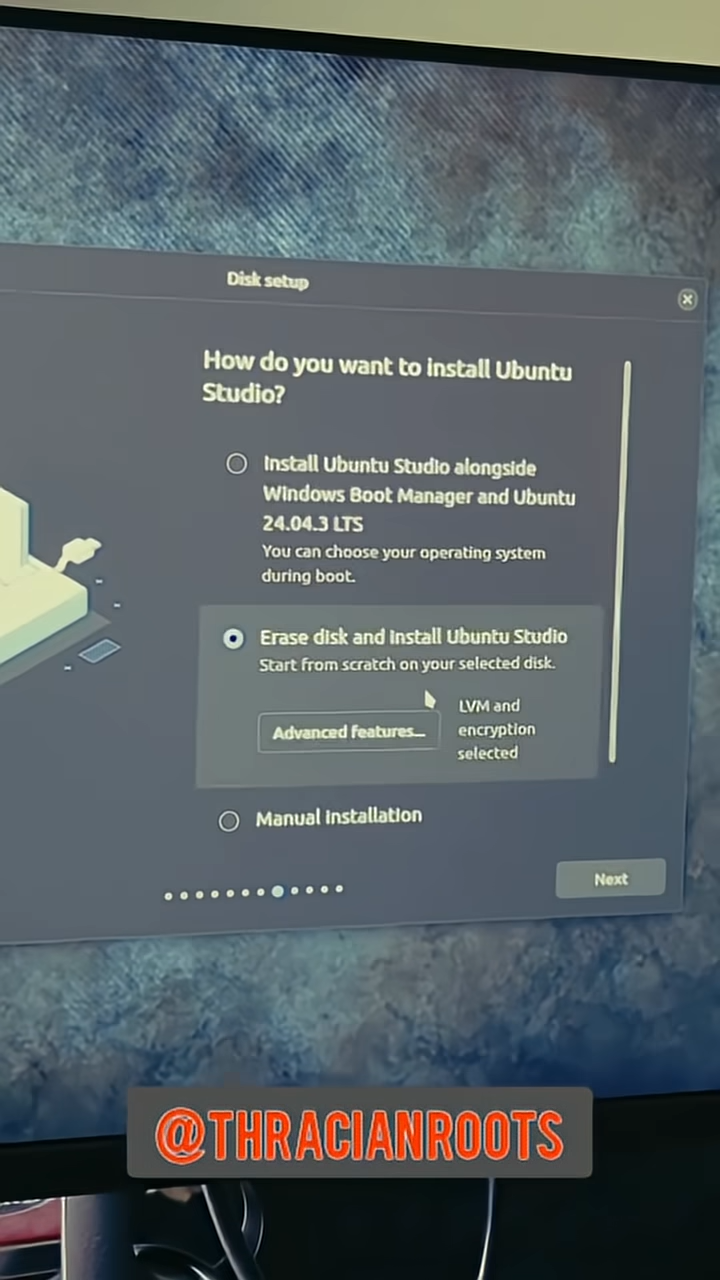 Disk setup
How do you want to install Ubuntu
Studio?
Install Ubuntu Studio alongside
Windows Boot Manager and Ubuntu
24.04.3 LTS
You can choose your operating system
during boot.
Erase disk and install Ubuntu Studio
Start from scratch on your selected disk.
Advanced features...
LVM and
encryption
selected
Manual installation
Next
@THRACIANROOTS